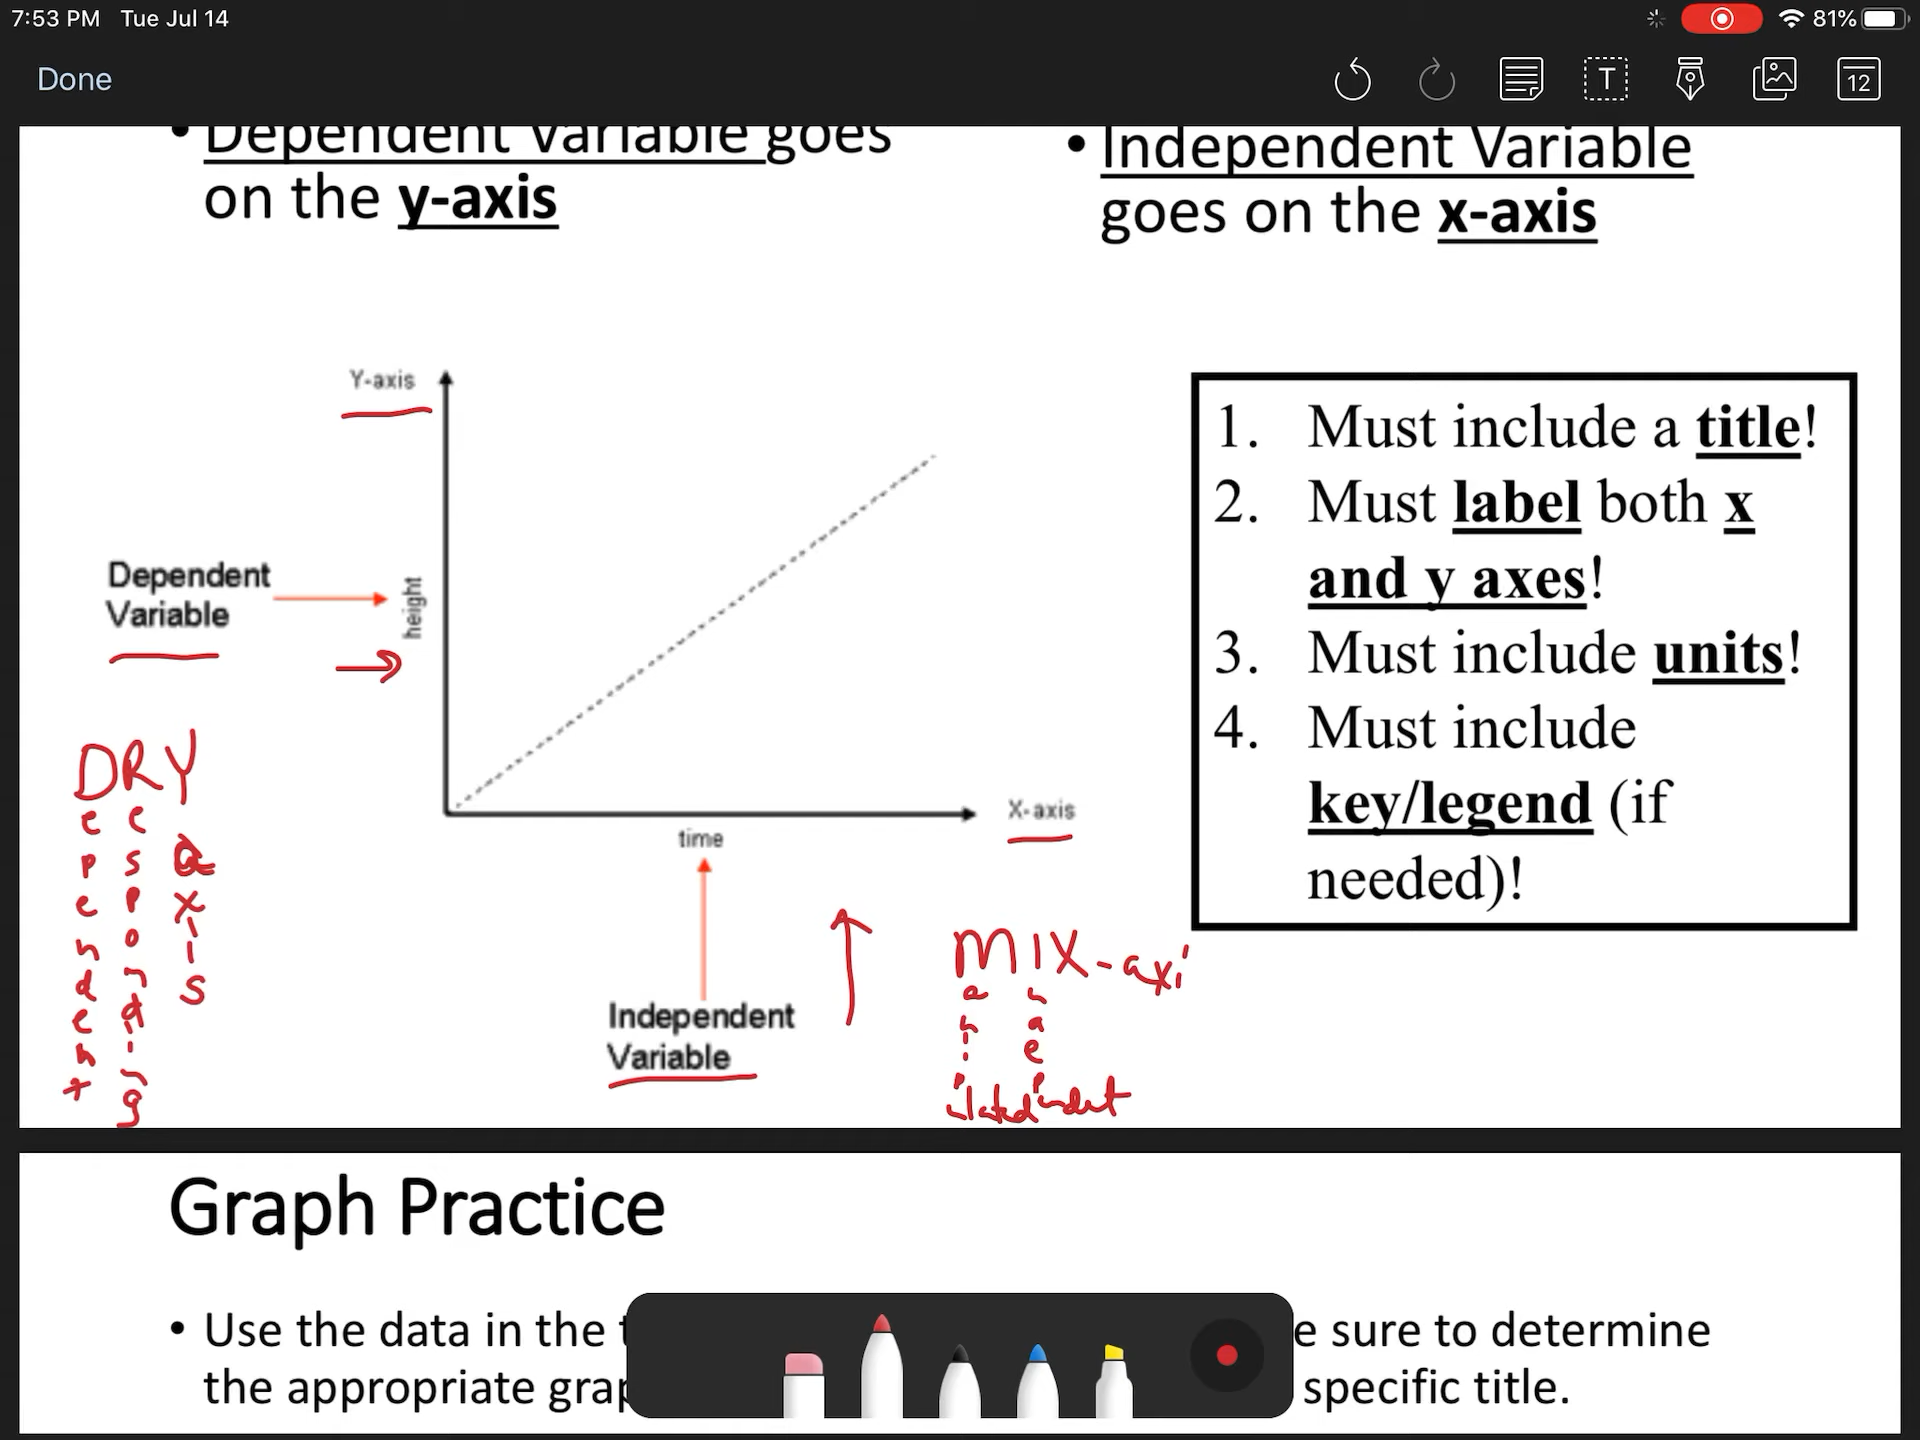 7:53 PM Tue Jul 14
81%
Done
T
12
• Dependent Variable goes
on the y-axis
• Independent Variable
goes on the x-axis
Y-axis
Dependent
Variable
height
X-axis
time
Independent
Variable
1. Must include a title!
2. Must label both x
and y axes!
3. Must include units!
4. Must include
key/legend (if
needed)!
DRY
Dependent
Responding
Y axis
MIX-axi
Graph Practice
• Use the data in the
e sure to determine
the appropriate grap
specific title.